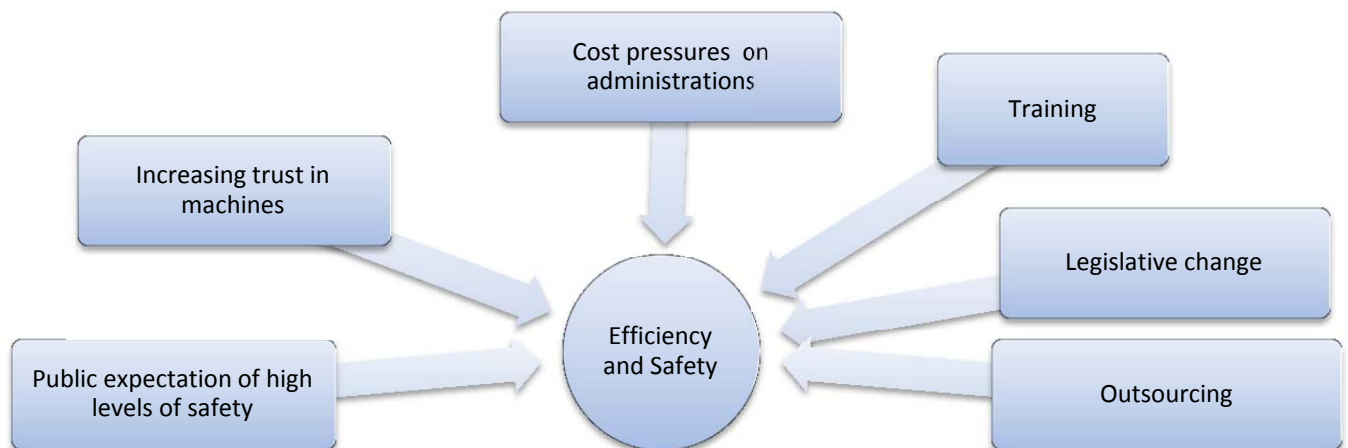 Cost pressures on
administrations
Training
Increasing trust in
machines
Legislative change
Efficiency
and Safety
Public expectation of high
levels of safety
Outsourcing